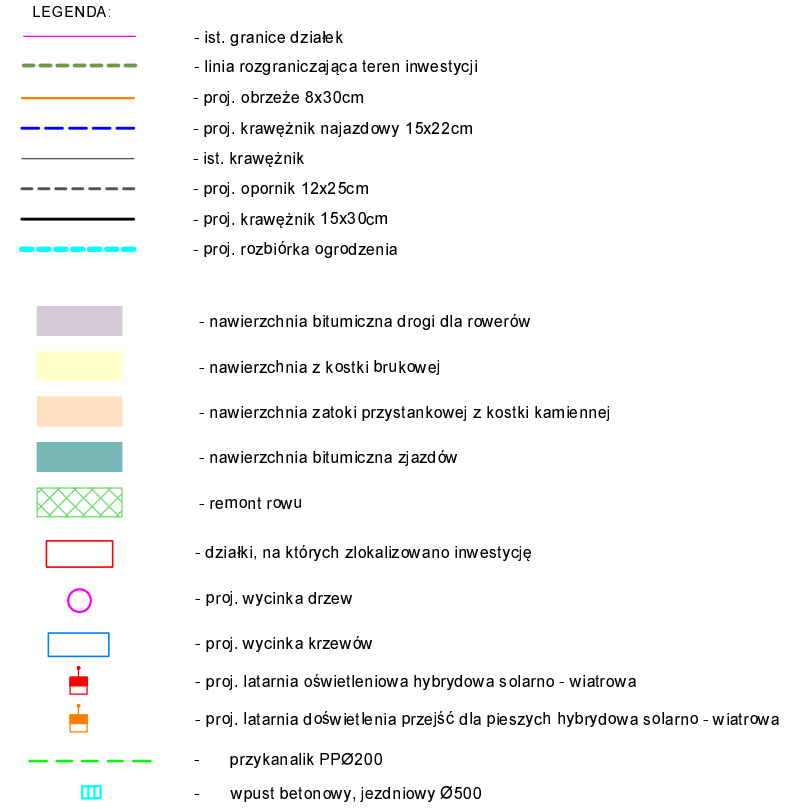 LEGENDA:
- ist. granice działek
- linia rozgraniczająca teren inwestycji
- proj. obrzeże 8x30cm
- proj. krawężnik najazdowy 15x22cm
- ist. krawężnik
- proj. opornik 12x25cm
- proj. krawężnik 15x30cm
- proj. rozbiórka ogrodzenia
- nawierzchnia bitumiczna drogi dla rowerów
- nawierzchnia z kostki brukowej
- nawierzchnia zatoki przystankowej z kostki kamiennej
- nawierzchnia bitumiczna zjazdów
- remont rowu
- działki, na których zlokalizowano inwestycję
- proj. wycinka drzew
- proj. wycinka krzewów
- proj. latarnia oświetleniowa hybrydowa solarno - wiatrowa
- proj. latarnia doświetlenia przejść dla pieszych hybrydowa solarno - wiatrowa
- przykanalik PPØ200
- wpust betonowy, jezdniowy Ø500